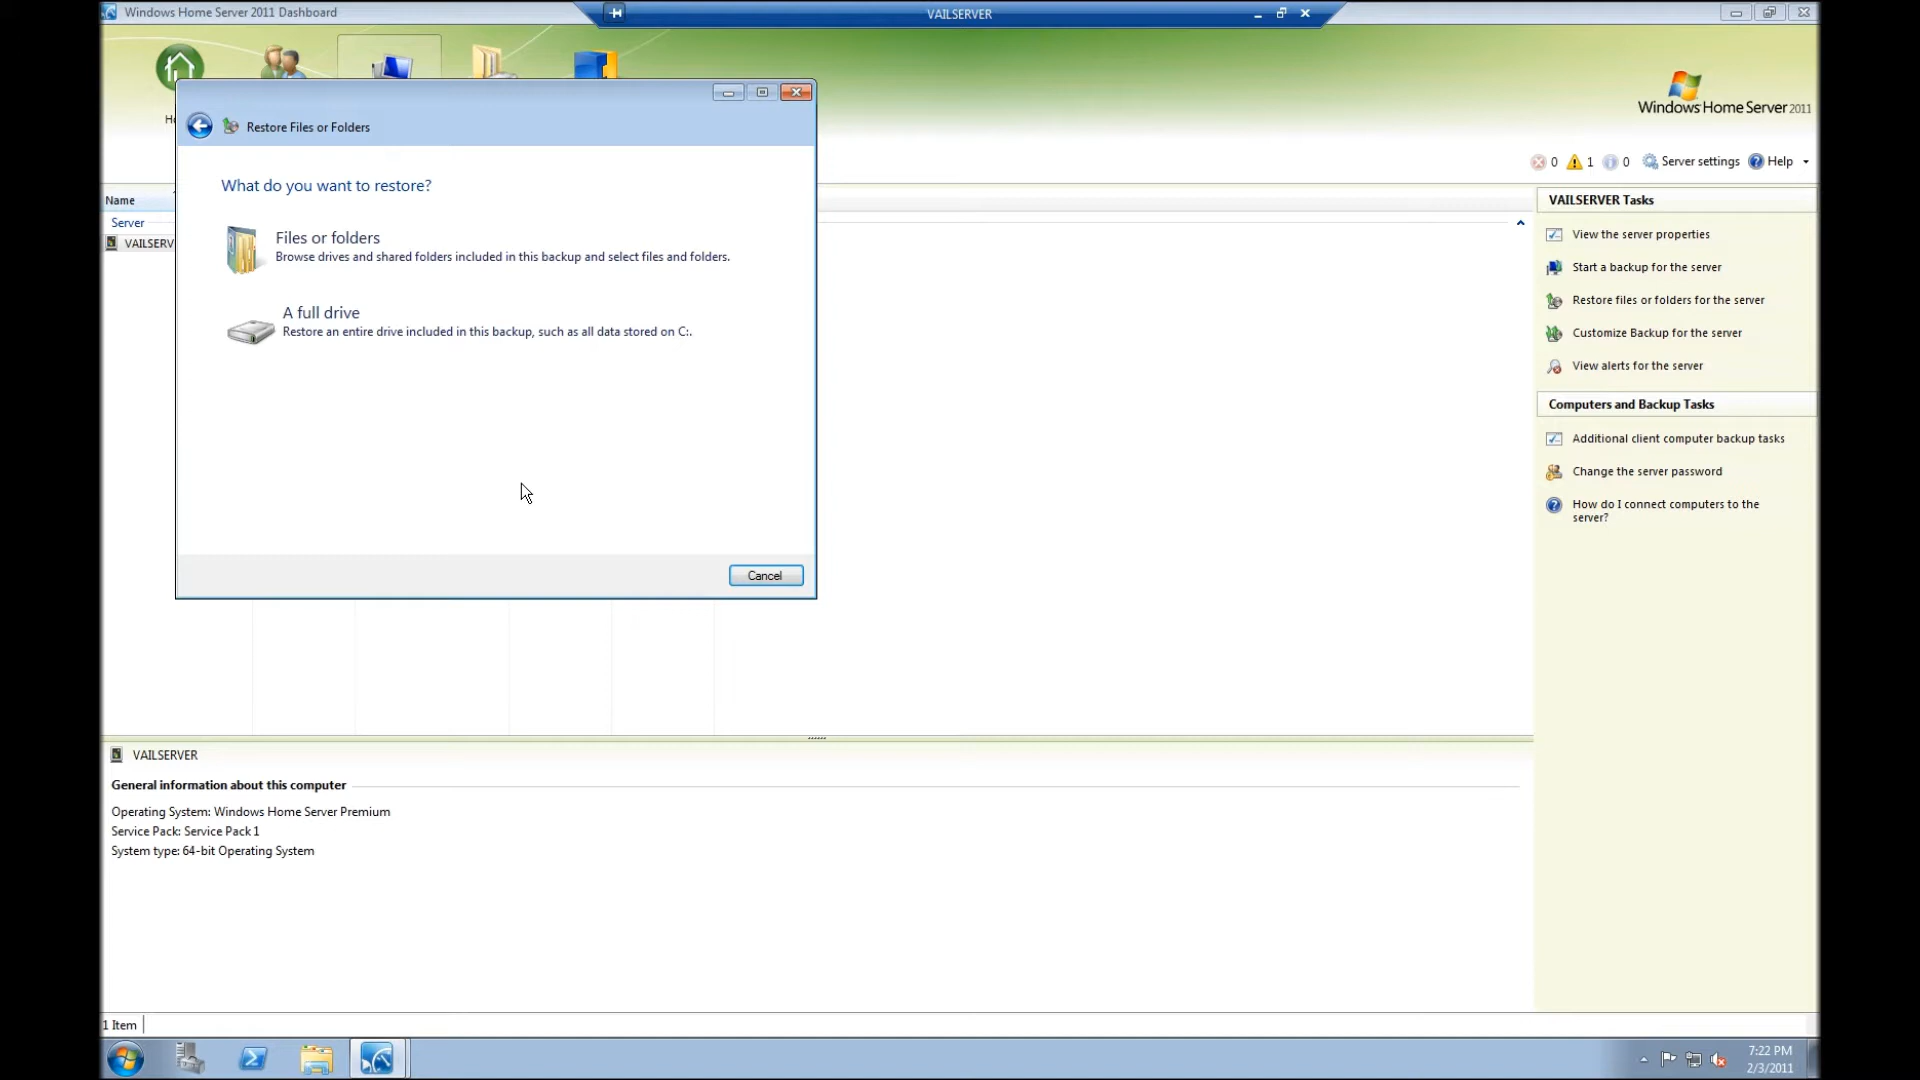 Windows Home Server 2011 Dashboard
VAILSERVER
Windows Home Server 2011
Restore Files or Folders
0 1 0 Server settings Help
What do you want to restore?
Files or folders
Browse drives and shared folders included in this backup and select files and folders.
A full drive
Restore an entire drive included in this backup, such as all data stored on C:.
Cancel
Name
Server
VAILSERV
VAILSERVER Tasks
View the server properties
Start a backup for the server
Restore files or folders for the server
Customize Backup for the server
View alerts for the server
Computers and Backup Tasks
Additional client computer backup tasks
Change the server password
How do I connect computers to the
server?
VAILSERVER
General information about this computer
Operating System: Windows Home Server Premium
Service Pack: Service Pack 1
System type: 64-bit Operating System
1 Item
7:22 PM
2/3/2011